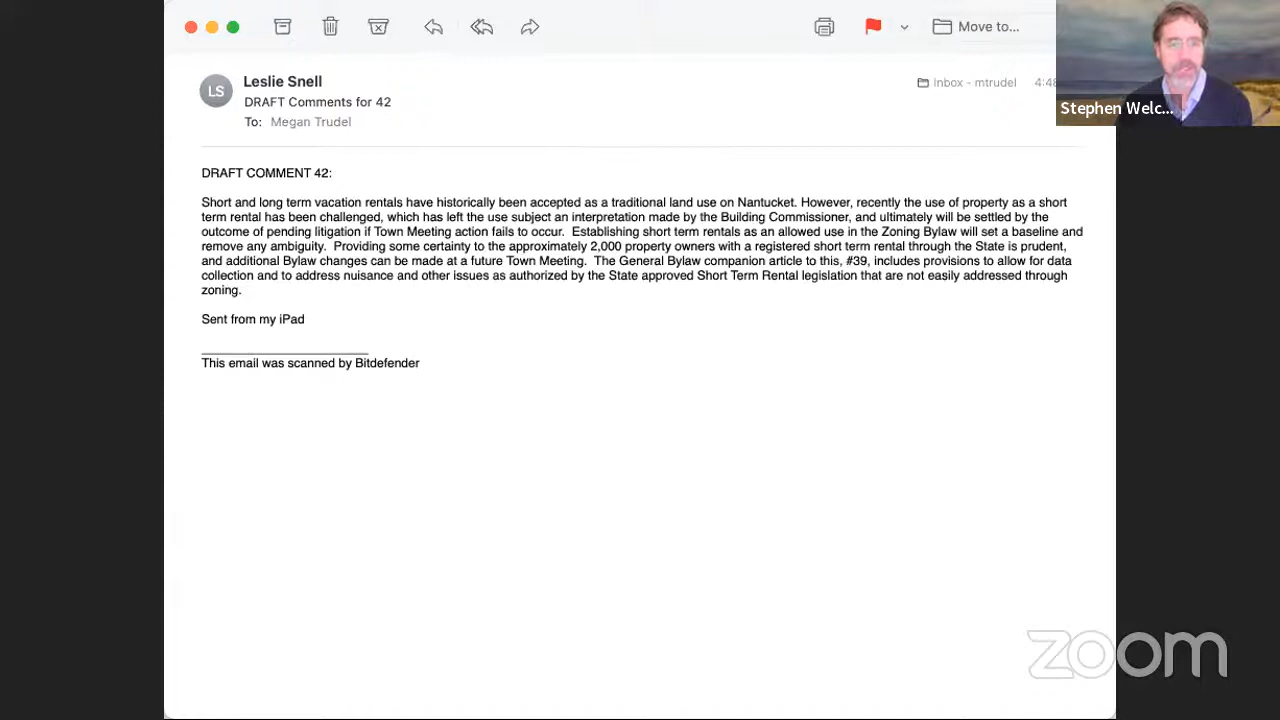 Move to...
LS
Leslie Snell
Inbox - mtrudel
4:48
DRAFT Comments for 42
To: Megan Trudel
Stephen Welc...
DRAFT COMMENT 42:
Short and long term vacation rentals have historically been accepted as a traditional land use on Nantucket. However, recently the use of property as a short
term rental has been challenged, which has left the use subject an interpretation made by the Building Commissioner, and ultimately will be settled by the
outcome of pending litigation if Town Meeting action fails to occur. Establishing short term rentals as an allowed use in the Zoning Bylaw will set a baseline and
remove any ambiguity. Providing some certainty to the approximately 2,000 property owners with a registered short term rental through the State is prudent,
and additional Bylaw changes can be made at a future Town Meeting. The General Bylaw companion article to this, #39, includes provisions to allow for data
collection and to address nuisance and other issues as authorized by the State approved Short Term Rental legislation that are not easily addressed through
zoning.
Sent from my iPad
This email was scanned by Bitdefender
zoom